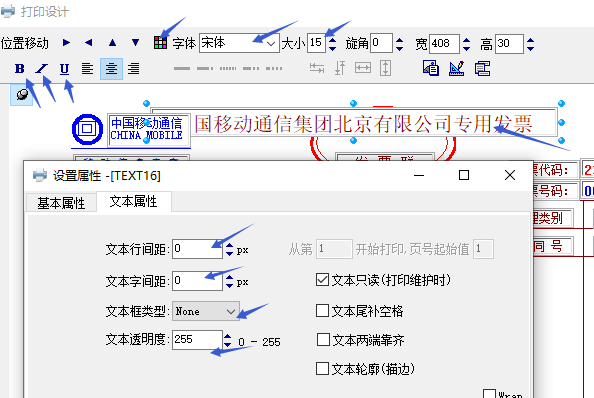 打印设计
位置移动 字体 宋体 大小 15 旋角 0 宽 408 高 30
B I U
中国移动通信
CHINA MOBILE
国移动通信集团北京有限公司专用发票
发 票 联
票代码: 2
票号码: 0
理类别
同 号
设置属性 -[TEXT16]
基本属性 文本属性
文本行间距: 0 px 从第 1 开始打印,页号起始值 1
文本字间距: 0 px 文本只读(打印维护时)
文本框类型: None 文本尾补空格
文本透明度: 255 0 - 255 文本两端靠齐
文本轮廓(描边)
Wrap